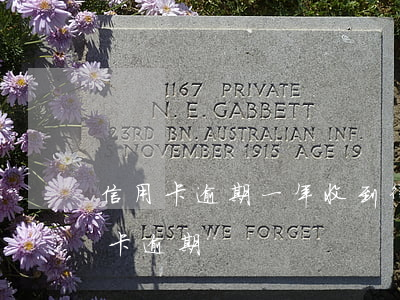 1167 PRIVATE
N. E. GABBETT
23RD BN. AUSTRALIAN INF.
NOVEMBER 1915 AGE 19
信用卡逾期一年收到
LEST WE FORGET
卡逾期